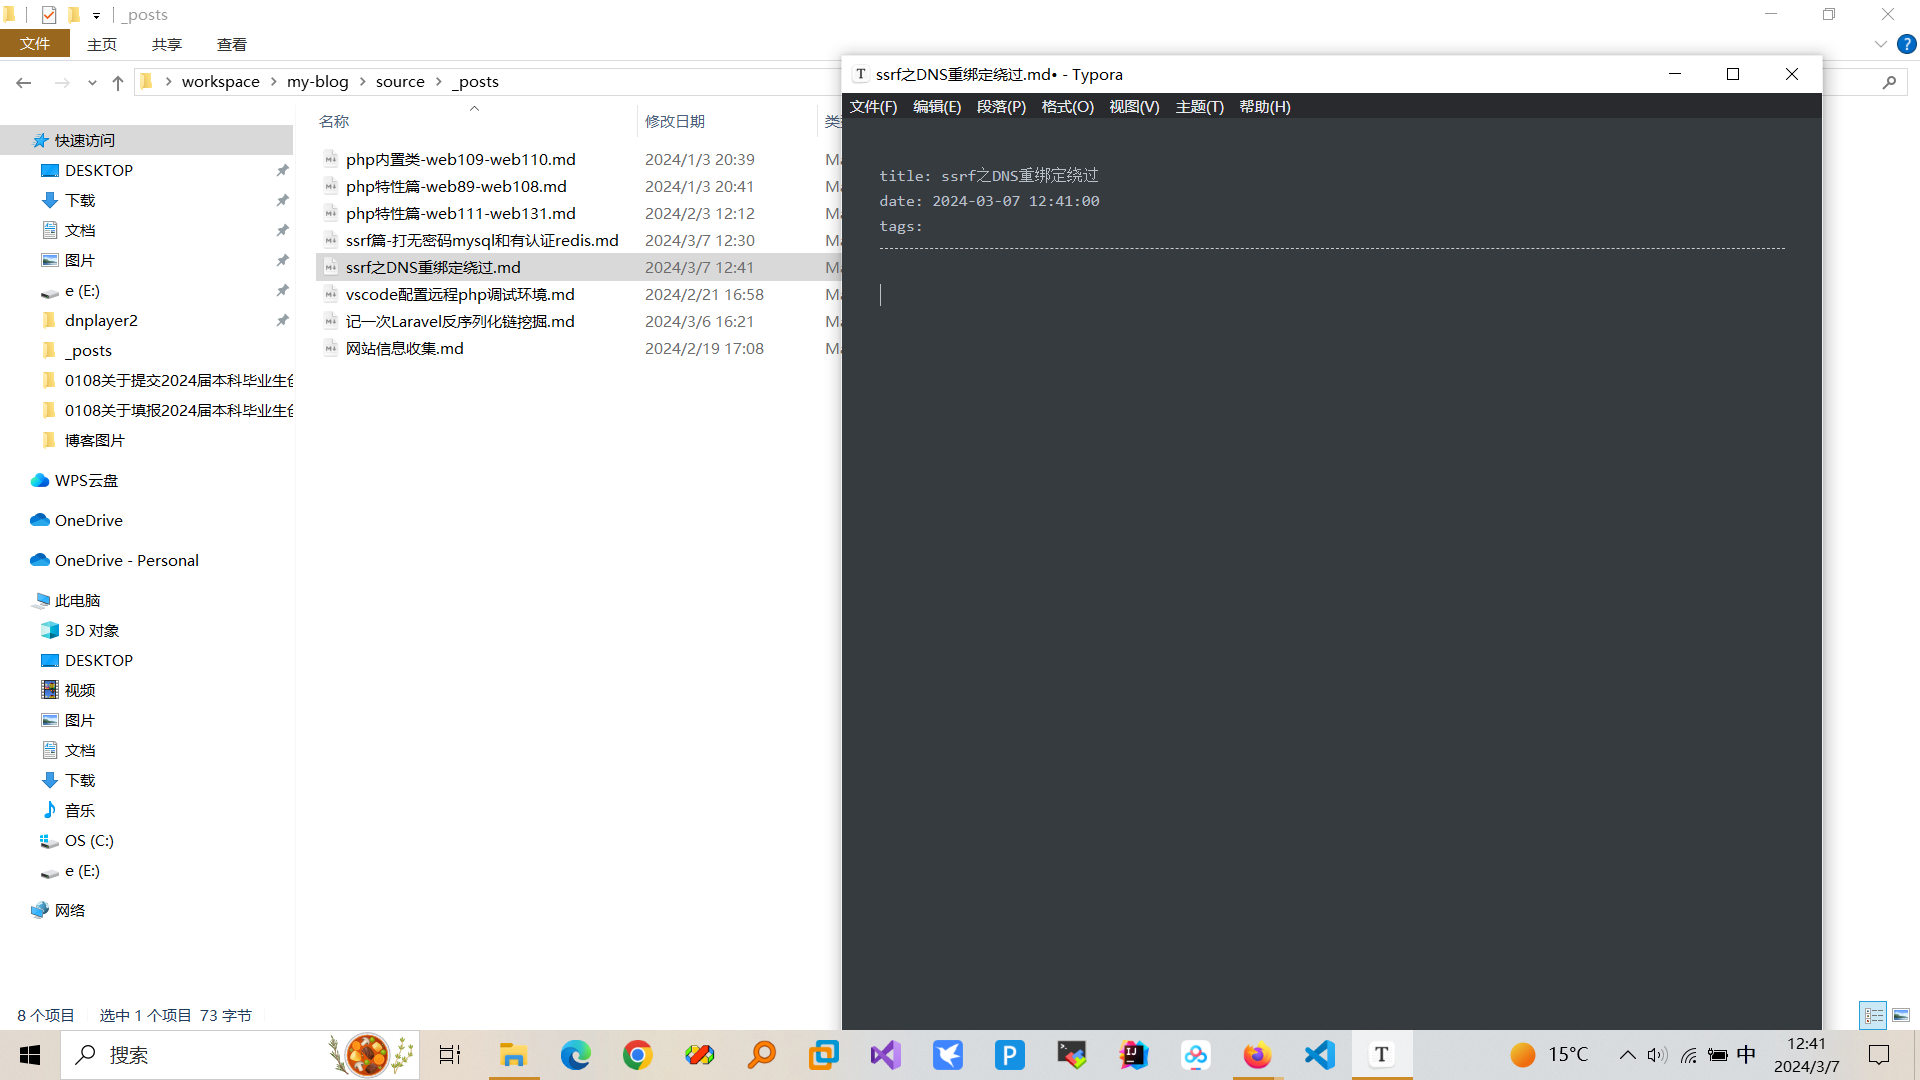 _posts
文件 主页 共享 查看
workspace my-blog source _posts
快速访问
DESKTOP
下载
文档
图片
e (E:)
dnplayer2
_posts
0108关于提交2024届本科毕业生
0108关于填报2024届本科毕业生
博客图片
WPS云盘
OneDrive
OneDrive - Personal
此电脑
3D 对象
DESKTOP
视频
图片
文档
下载
音乐
OS (C:)
e (E:)
网络
名称 修改日期
php内置类-web109-web110.md 2024/1/3 20:39
php特性篇-web89-web108.md 2024/1/3 20:41
php特性篇-web111-web131.md 2024/2/3 12:12
ssrf篇-打无密码mysql和有认证redis.md 2024/3/7 12:30
ssrf之DNS重绑定绕过.md 2024/3/7 12:41
vscode配置远程php调试环境.md 2024/2/21 16:58
记一次Laravel反序列化链挖掘.md 2024/3/6 16:21
网站信息收集.md 2024/2/19 17:08
ssrf之DNS重绑定绕过.md• - Typora
文件(F) 编辑(E) 段落(P) 格式(O) 视图(V) 主题(T) 帮助(H)
title: ssrf之DNS重绑定绕过
date: 2024-03-07 12:41:00
tags:
8 个项目 选中 1 个项目 73 字节
搜索
15°C
中
12:41
2024/3/7